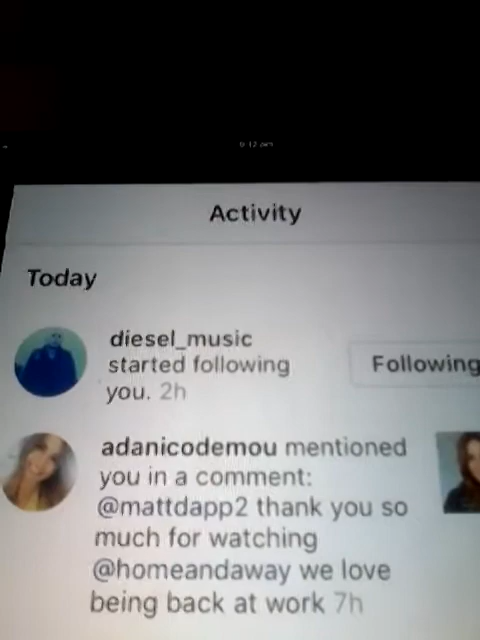 Activity
Today
diesel_music
started following
you. 2h
Following
adanicodemou mentioned
you in a comment:
@mattdapp2 thank you so
much for watching
@homeandaway we love
being back at work 7h